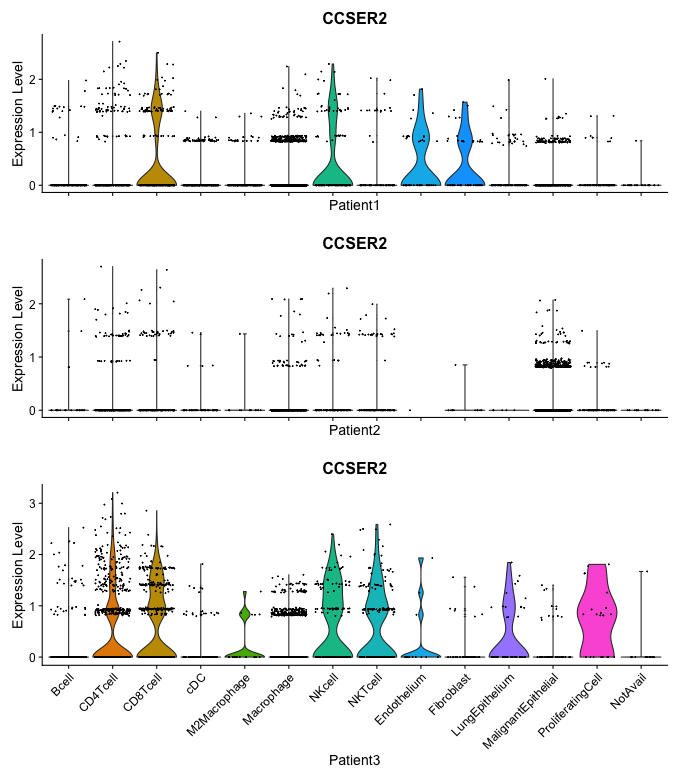 CCSER2
Expression Level
2
1
0
Patient1
CCSER2
Expression Level
2
1
0
Patient2
CCSER2
Expression Level
3
2
1
0
Bcell
CD4Tcell
CD8Tcell
cDC
M2Macrophage
Macrophage
NKcell
NKTcell
Endothelium
Fibroblast
LungEpithelium
MalignantEpithelial
ProliferatingCell
NotAvail
Patient3